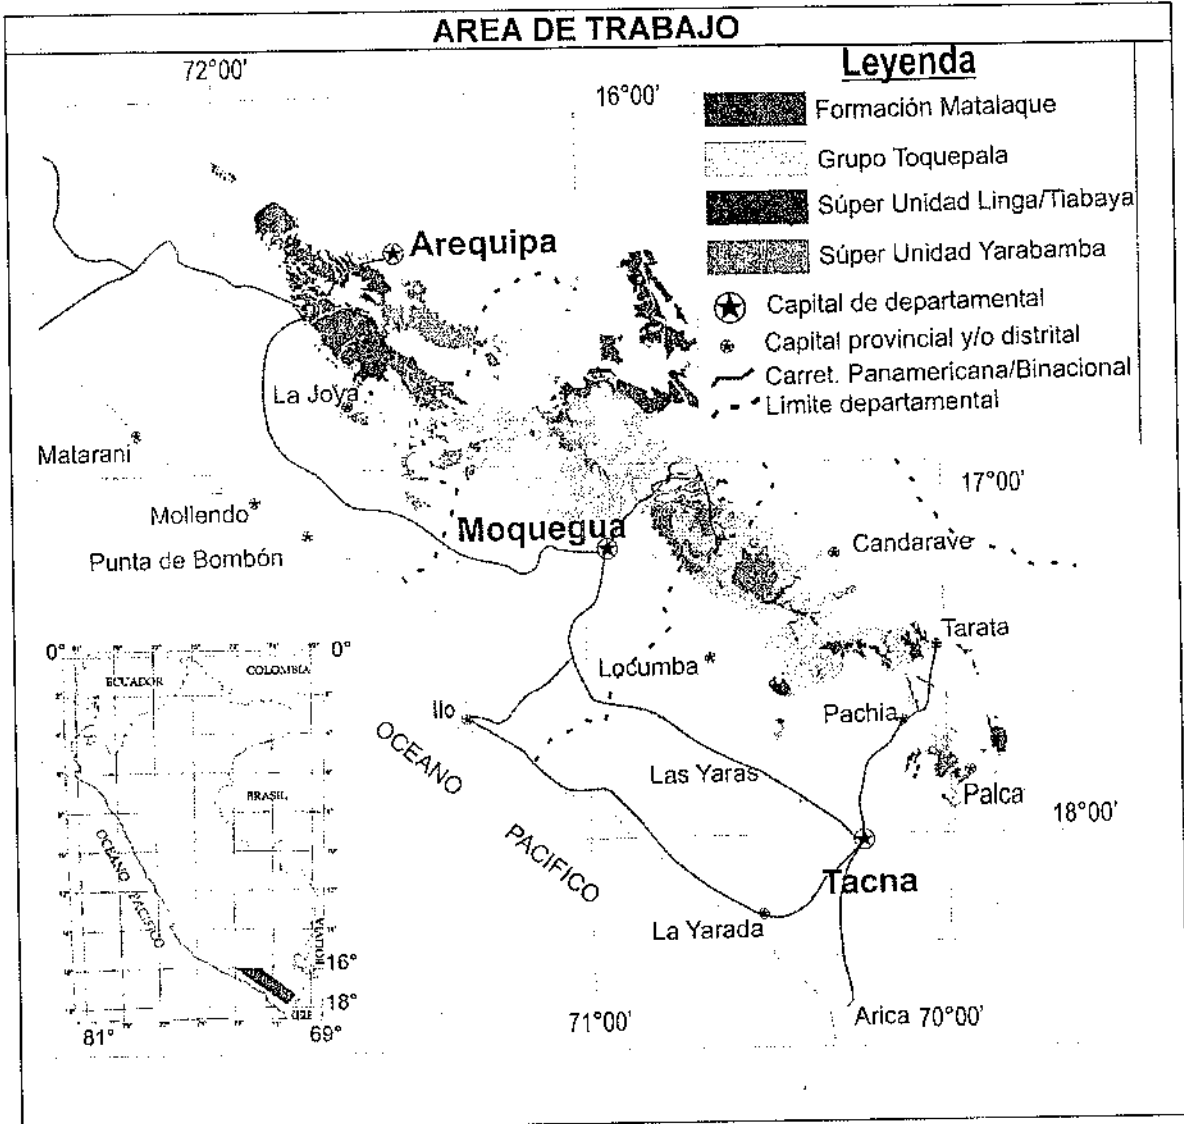 AREA DE TRABAJO
72°00'
16°00'
Leyenda
Formación Matalaque
Grupo Toquepala
Súper Unidad Linga/Tiabaya
Súper Unidad Yarabamba
Capital de departamental
Capital provincial y/o distrital
Carret. Panamericana/Binacional
Limite departamental
Arequipa
La Joya
Matarani
Mollendo
Punta de Bombón
Moquegua
17°00'
Candarave
Tarata
Locumba
Ilo
Pachia
OCEANO
PACIFICO
Las Yaras
Palca
18°00'
Tacna
La Yarada
Arica
70°00'
71°00'
0°
0°
ECUADOR
COLOMBIA
BRASIL
OCEANO PACIFICO
BOLIVIA
16°
18°
81°
69°